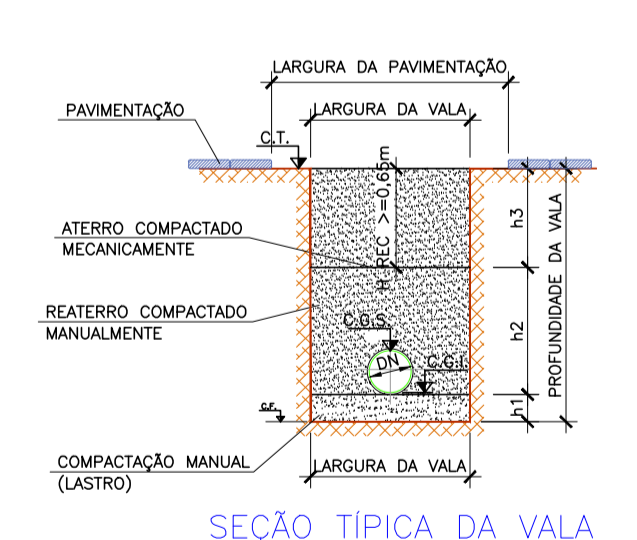 LARGURA DA PAVIMENTAÇÃO
PAVIMENTAÇÃO
LARGURA DA VALA
C.T.
H REC >=0,65m
ATERRO COMPACTADO
MECANICAMENTE
h3
PROFUNDIDADE DA VALA
REATERRO COMPACTADO
MANUALMENTE
C.G.S.
h2
DN
C.G.I.
C.F.
h1
COMPACTAÇÃO MANUAL
(LASTRO)
LARGURA DA VALA
SEÇÃO TÍPICA DA VALA